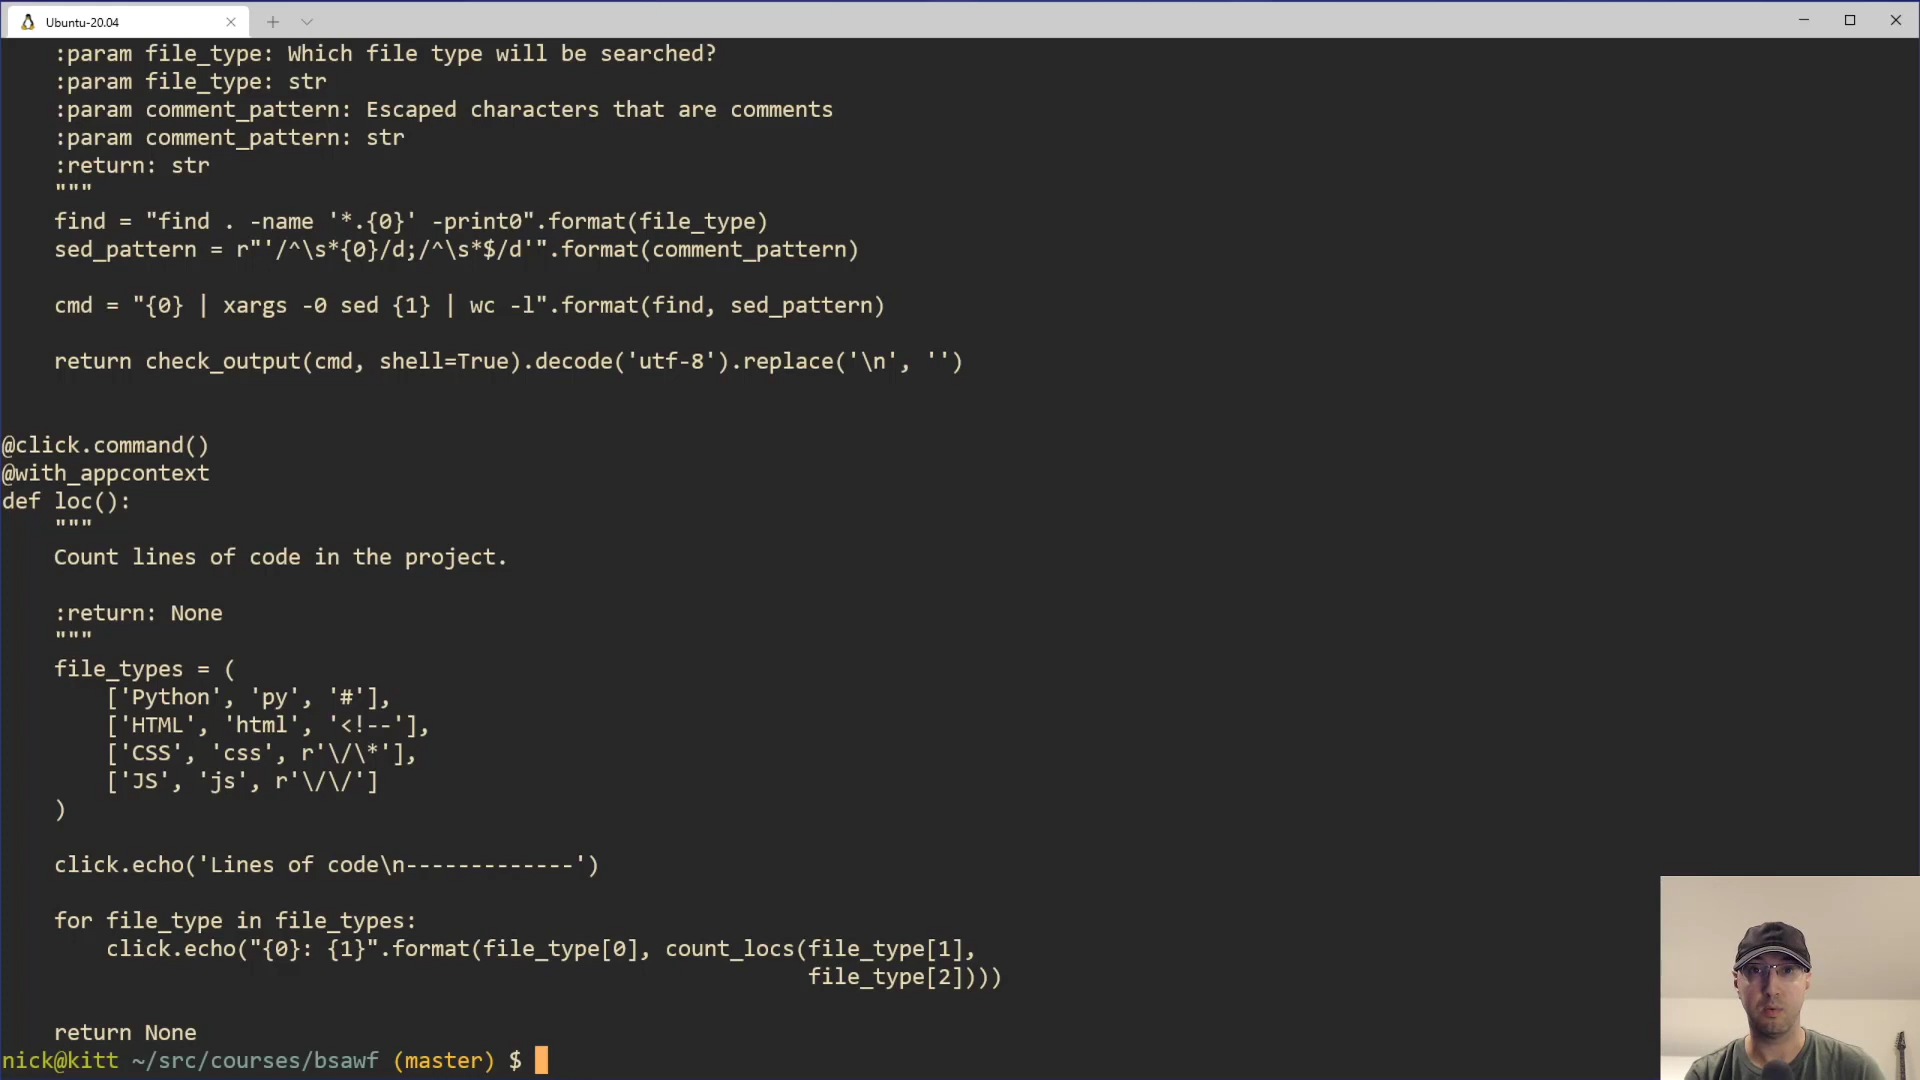 Ubuntu-20.04
:param file_type: Which file type will be searched?
:param file_type: str
:param comment_pattern: Escaped characters that are comments
:param comment_pattern: str
:return: str
"""
find = "find . -name '*.{0}' -print0".format(file_type)
sed_pattern = r"'/^\s*{0}/d;/^\s*$/d'".format(comment_pattern)
cmd = "{0} | xargs -0 sed {1} | wc -l".format(find, sed_pattern)
return check_output(cmd, shell=True).decode('utf-8').replace('\n', '')
@click.command()
@with_appcontext
def loc():
"""
Count lines of code in the project.
:return: None
"""
file_types = (
['Python', 'py', '#'],
['HTML', 'html', '<!--'],
['CSS', 'css', r'\/\*'],
['JS', 'js', r'\/\/']
)
click.echo('Lines of code\n-------------')
for file_type in file_types:
click.echo("{0}: {1}".format(file_type[0], count_locs(file_type[1],
file_type[2])))
return None
nick@kitt ~/src/courses/bsawf (master) $